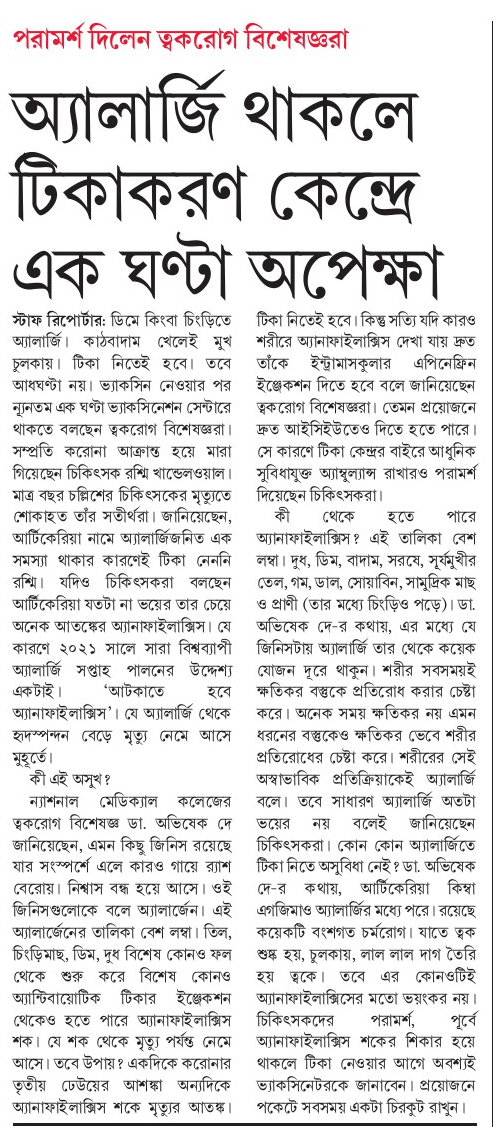 পরামর্শ দিলেন ত্বকরোগ বিশেষজ্ঞরা
অ্যালার্জি থাকলে
টিকাকরণ কেন্দ্রে
এক ঘণ্টা অপেক্ষা
স্টাফ রিপোর্টার: ডিমে কিংবা চিংড়িতে
অ্যালার্জি। কাঠবাদাম খেলেই মুখ
চুলকায়। টিকা নিতেই হবে। তবে
আধঘণ্টা নয়। ভ্যাকসিন নেওয়ার পর
ন্যূনতম এক ঘণ্টা ভ্যাকসিনেশন সেন্টারে
থাকতে বলছেন ত্বকরোগ বিশেষজ্ঞরা।
সম্প্রতি করোনা আক্রান্ত হয়ে মারা
গিয়েছেন চিকিৎসক রশ্মি খান্ডেলওয়াল।
মাত্র বছর চল্লিশের চিকিৎসকের মৃত্যুতে
শোকাহত তাঁর সতীর্থরা। জানিয়েছেন,
আর্টিকেরিয়া নামে অ্যালার্জিজনিত এক
সমস্যা থাকার কারণেই টিকা নেননি
রশ্মি। যদিও চিকিৎসকরা বলছেন
আর্টিকেরিয়া যতটা না ভয়ের তার চেয়ে
অনেক আতঙ্কের অ্যানাফাইলাক্সিস। যে
কারণে ২০২১ সালে সারা বিশ্বব্যাপী
অ্যালার্জি সপ্তাহ পালনের উদ্দেশ্য
একটাই। ‘আটকাতে হবে
অ্যানাফাইলাক্সিস’। যে অ্যালার্জি থেকে
হৃদস্পন্দন বেড়ে মৃত্যু নেমে আসে
মুহূর্তে।
কী এই অসুখ?
ন্যাশনাল মেডিক্যাল কলেজের
ত্বকরোগ বিশেষজ্ঞ ডা. অভিষেক দে
জানিয়েছেন, এমন কিছু জিনিস রয়েছে
যার সংস্পর্শে এলে কারও গায়ে র‍্যাশ
বেরোয়। নিশ্বাস বন্ধ হয়ে আসে। ওই
জিনিসগুলোকে বলে অ্যালার্জেন। এই
অ্যালার্জেনের তালিকা বেশ লম্বা। তিল,
চিংড়িমাছ, ডিম, দুধ বিশেষ কোনও ফল
থেকে শুরু করে বিশেষ কোনও
অ্যান্টিবায়োটিক টিকার ইঞ্জেকশন
থেকেও হতে পারে অ্যানাফাইলাক্সিস
শক। যে শক থেকে মৃত্যু পর্যন্ত নেমে
আসে। তবে উপায়? একদিকে করোনার
তৃতীয় ঢেউয়ের আশঙ্কা অন্যদিকে
অ্যানাফাইলাক্সিস শকে মৃত্যুর আতঙ্ক।
টিকা নিতেই হবে। কিন্তু সত্যি যদি কারও
শরীরে অ্যানাফাইলাক্সিস দেখা যায় দ্রুত
তাঁকে ইন্ট্রামাসকুলার এপিনেফ্রিন
ইঞ্জেকশন দিতে হবে বলে জানিয়েছেন
ত্বকরোগ বিশেষজ্ঞরা। তেমন প্রয়োজনে
দ্রুত আইসিইউতেও দিতে হতে পারে।
সে কারণে টিকা কেন্দ্রর বাইরে আধুনিক
সুবিধাযুক্ত অ্যাম্বুল্যান্স রাখারও পরামর্শ
দিয়েছেন চিকিৎসকরা।
কী থেকে হতে পারে
অ্যানাফাইলাক্সিস? এই তালিকা বেশ
লম্বা। দুধ, ডিম, বাদাম, সরষে, সূর্যমুখীর
তেল, গম, ডাল, সোয়াবিন, সামুদ্রিক মাছ
ও প্রাণী (তার মধ্যে চিংড়িও পড়ে)। ডা.
অভিষেক দে-র কথায়, এর মধ্যে যে
জিনিসটায় অ্যালার্জি তার থেকে কয়েক
যোজন দূরে থাকুন। শরীর সবসময়ই
ক্ষতিকর বস্তুকে প্রতিরোধ করার চেষ্টা
করে। অনেক সময় ক্ষতিকর নয় এমন
ধরনের বস্তুকেও ক্ষতিকর ভেবে শরীর
প্রতিরোধের চেষ্টা করে। শরীরের সেই
অস্বাভাবিক প্রতিক্রিয়াকেই অ্যালার্জি
বলে। তবে সাধারণ অ্যালার্জি অতটা
ভয়ের নয় বলেই জানিয়েছেন
চিকিৎসকরা। কোন কোন অ্যালার্জিতে
টিকা নিতে অসুবিধা নেই? ডা. অভিষেক
দে-র কথায়, আর্টিকেরিয়া কিম্বা
এগজিমাও অ্যালার্জির মধ্যে পরে। রয়েছে
কয়েকটি বংশগত চর্মরোগ। যাতে ত্বক
শুষ্ক হয়, চুলকায়, লাল লাল দাগ তৈরি
হয় ত্বকে। তবে এর কোনওটিই
অ্যানাফাইলাক্সিসের মতো ভয়ংকর নয়।
চিকিৎসকদের পরামর্শ, পূর্বে
অ্যানাফাইলাক্সিস শকের শিকার হয়ে
থাকলে টিকা নেওয়ার আগে অবশ্যই
ভ্যাকসিনেটরকে জানাবেন। প্রয়োজনে
পকেটে সবসময় একটা চিরকুট রাখুন।